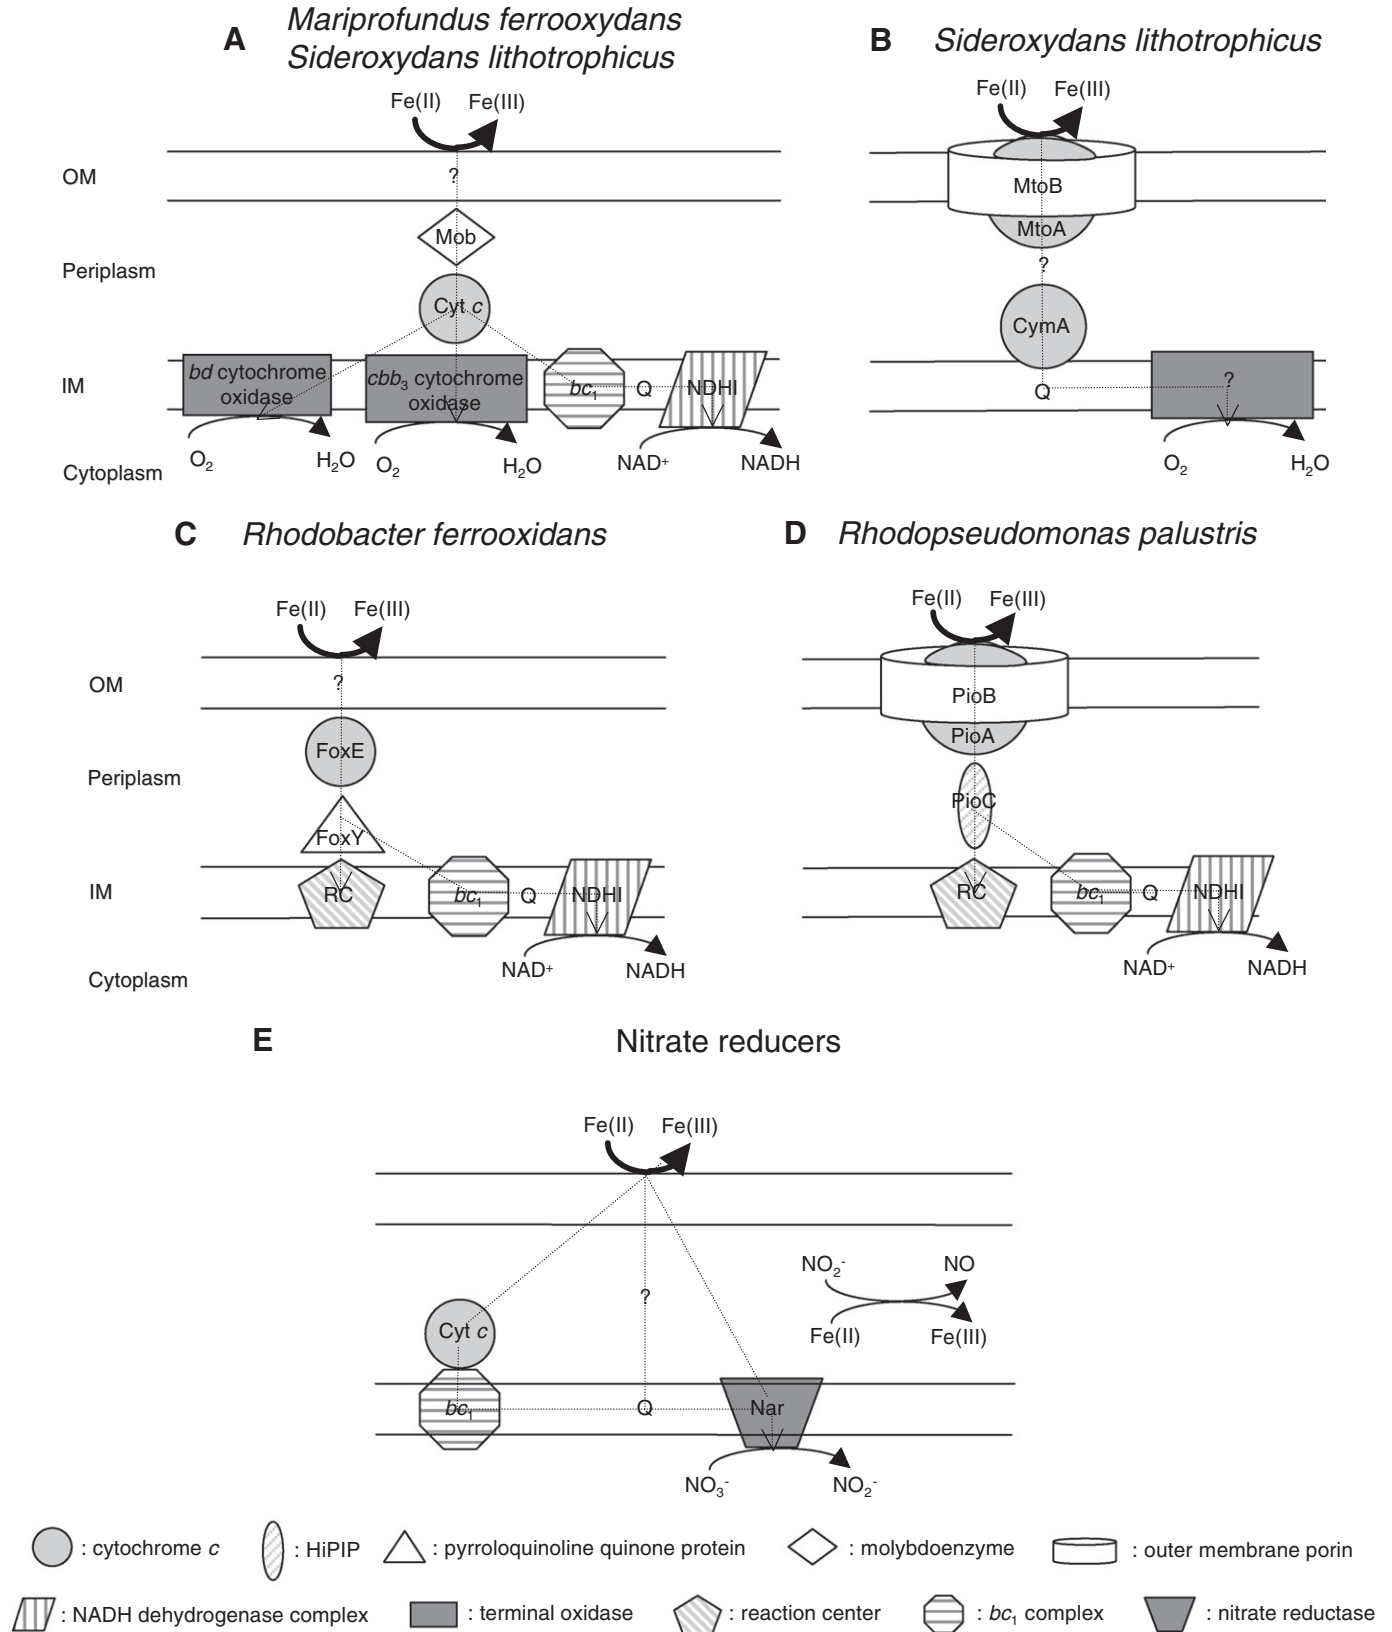 A
Mariprofundus ferrooxydans
Sideroxydans lithotrophicus
Fe(II) Fe(III)
OM
?
Periplasm
Mob
Cyt c
IM
bd cytochrome
oxidase
cbb3 cytochrome
oxidase
bc1
Q
NDHI
O2 H2O O2 H2O NAD+ NADH
Cytoplasm
B
Sideroxydans lithotrophicus
Fe(II) Fe(III)
MtoB
MtoA
?
CymA
Q
?
O2 H2O
C
Rhodobacter ferrooxidans
Fe(II) Fe(III)
OM
?
FoxE
Periplasm
FoxY
IM
RC
bc1
Q
NDHI
NAD+ NADH
Cytoplasm
D
Rhodopseudomonas palustris
Fe(II) Fe(III)
PioB
PioA
PioC
RC
bc1
Q
NDHI
NAD+ NADH
E
Nitrate reducers
Fe(II) Fe(III)
NO2- NO
?
Cyt c
Fe(II) Fe(III)
bc1
Q
Nar
NO3- NO2-
: cytochrome c
: HiPIP
: pyrroloquinoline quinone protein
: molybdoenzyme
: outer membrane porin
: NADH dehydrogenase complex
: terminal oxidase
: reaction center
: bc1 complex
: nitrate reductase